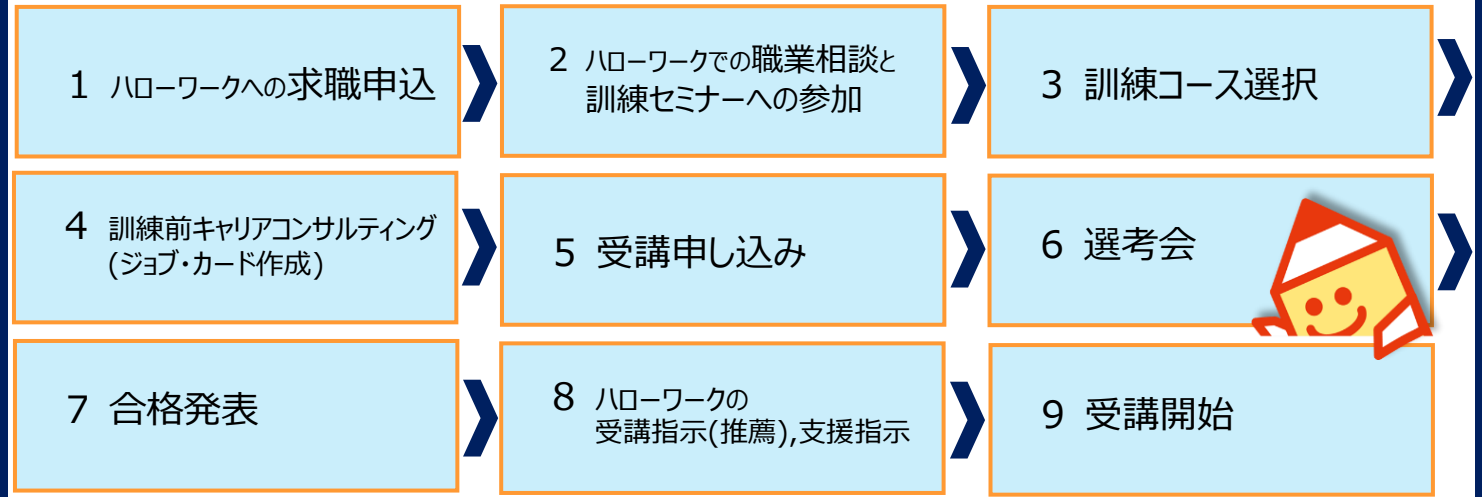 1 ハローワークへの求職申込
2 ハローワークでの職業相談と
訓練セミナーへの参加
3 訓練コース選択
4 訓練前キャリアコンサルティング
(ジョブ・カード作成)
5 受講申し込み
6 選考会
7 合格発表
8 ハローワークの
受講指示(推薦),支援指示
9 受講開始